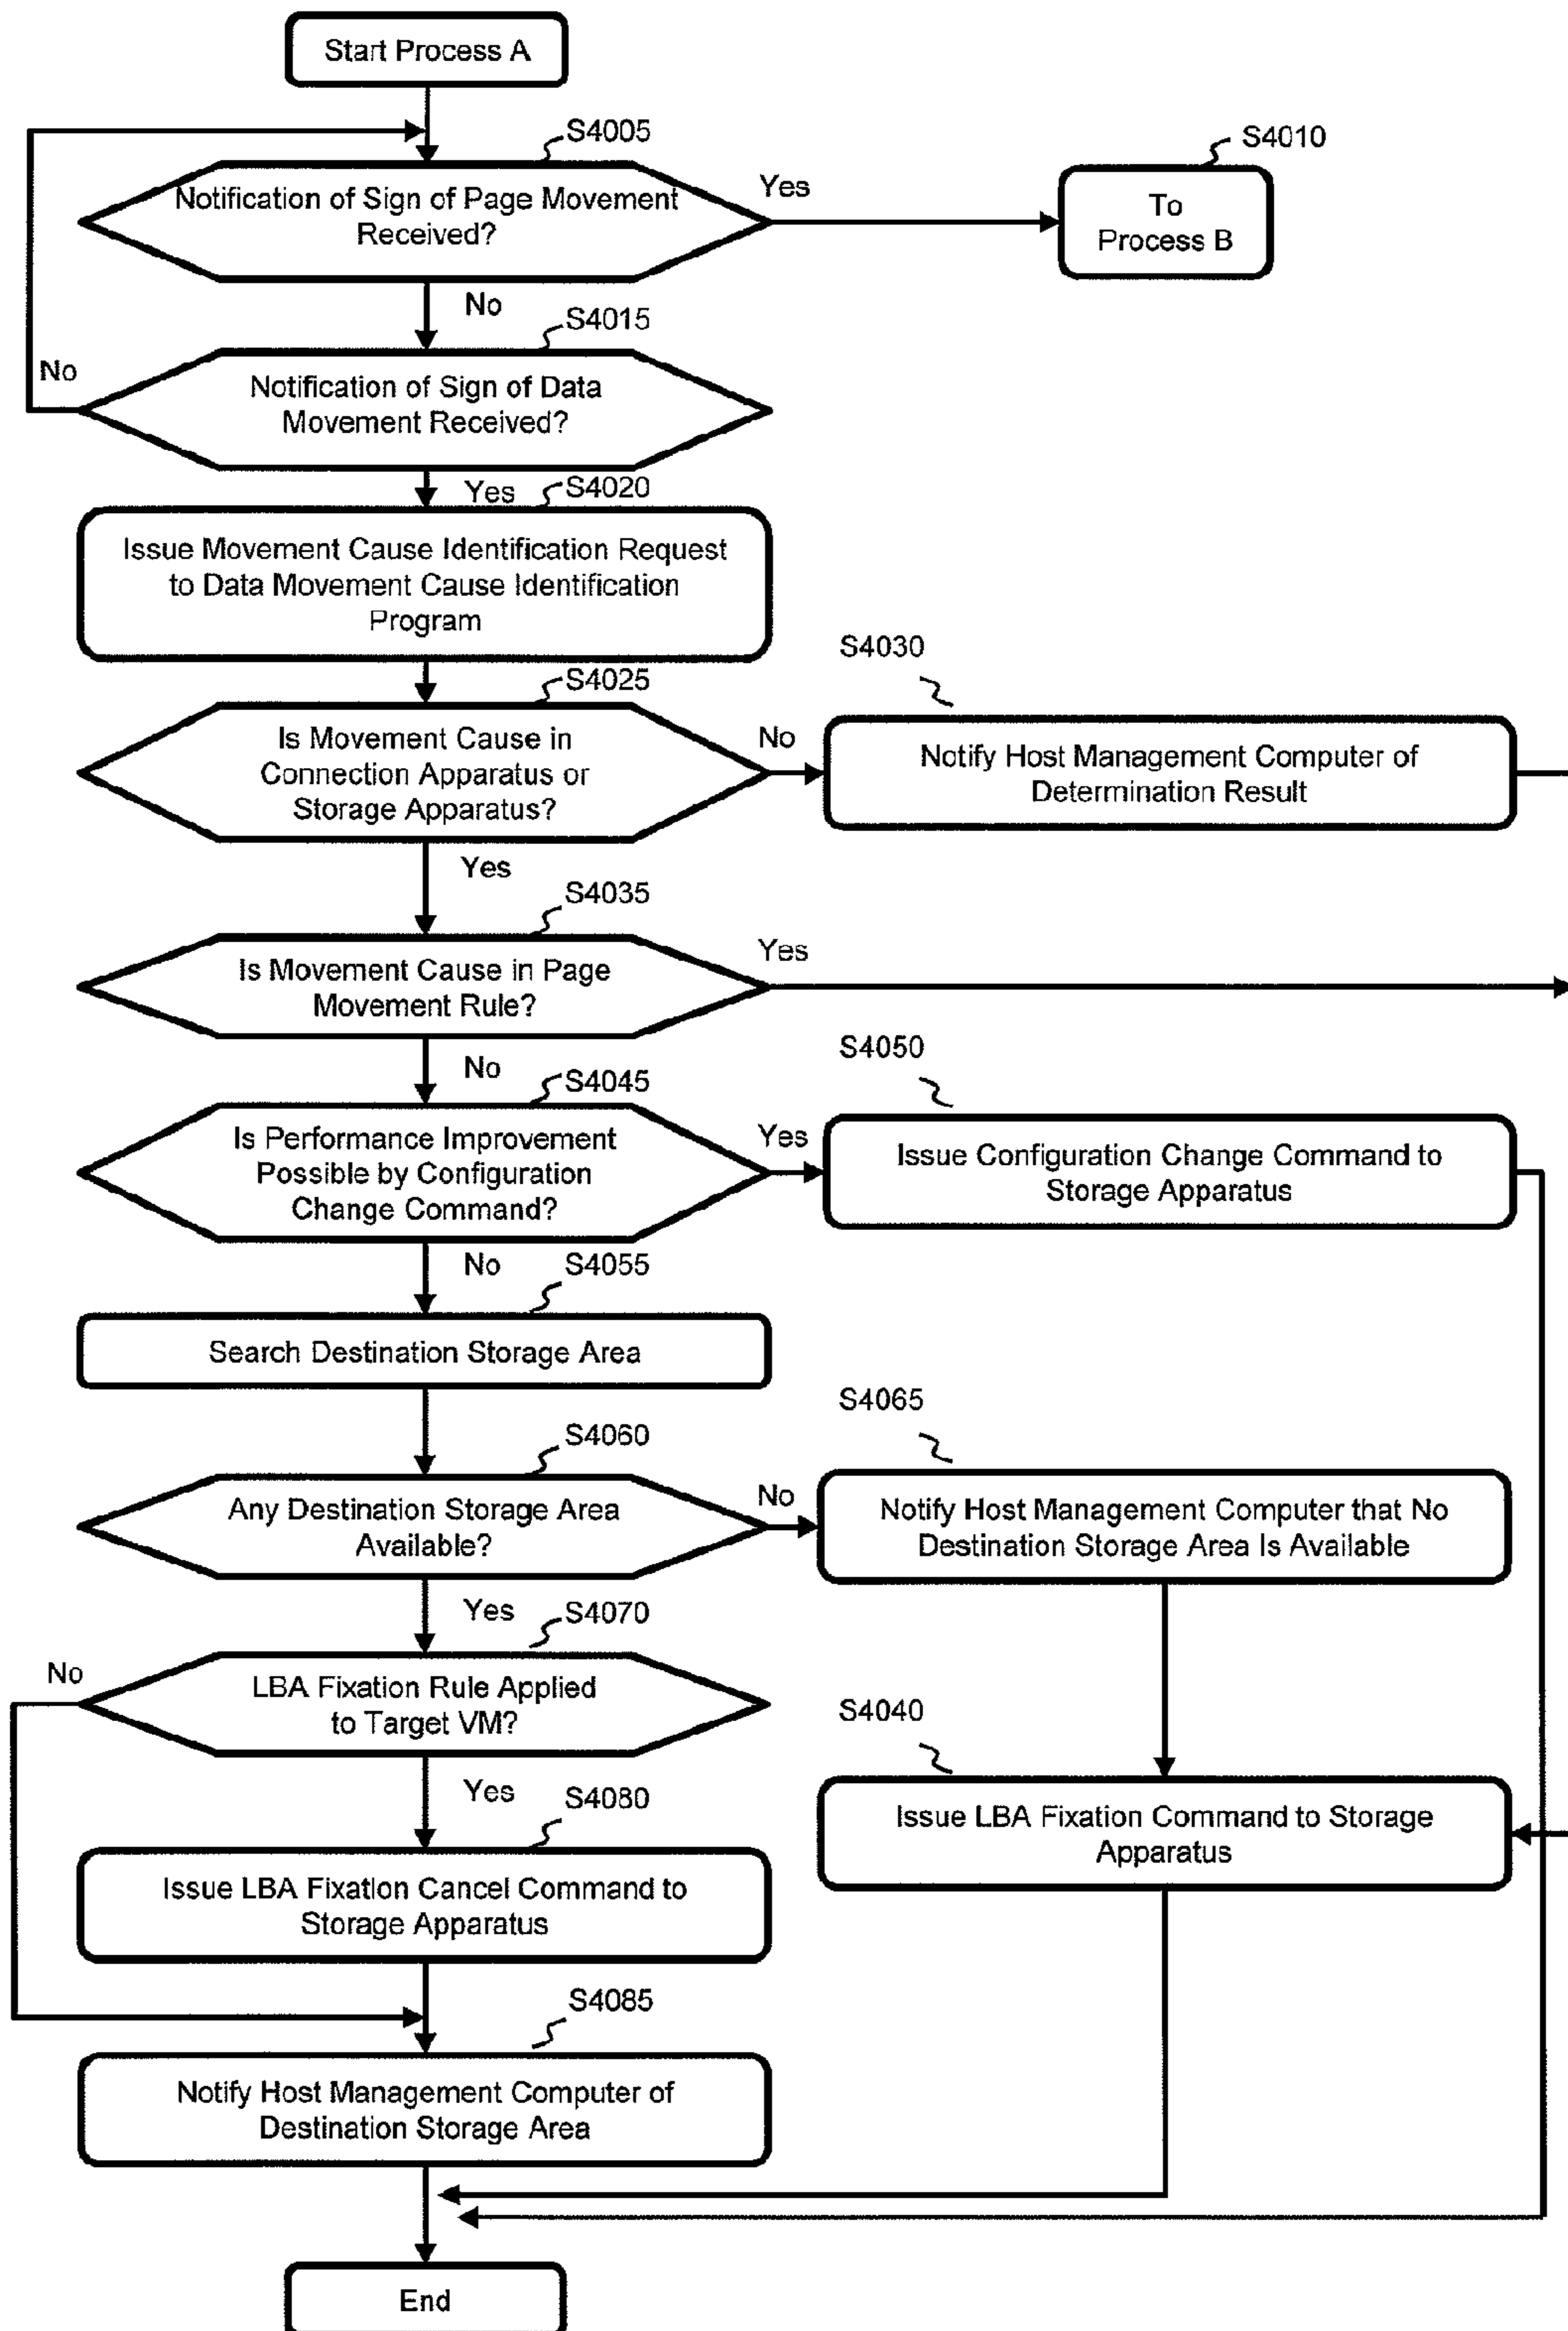 Start Process A
S4005
Notification of Sign of Page Movement
Received?
Yes
S4010
To
Process B
No
S4015
No
Notification of Sign of Data
Movement Received?
Yes
S4020
Issue Movement Cause Identification Request
to Data Movement Cause Identification
Program
S4025
Is Movement Cause in
Connection Apparatus or
Storage Apparatus?
No
S4030
Notify Host Management Computer of
Determination Result
Yes
S4035
Is Movement Cause in Page
Movement Rule?
Yes
No
S4045
Is Performance Improvement
Possible by Configuration
Change Command?
Yes
S4050
Issue Configuration Change Command to
Storage Apparatus
No
S4055
Search Destination Storage Area
S4060
Any Destination Storage Area
Available?
No
S4065
Notify Host Management Computer that No
Destination Storage Area Is Available
Yes
S4070
No
LBA Fixation Rule Applied
to Target VM?
S4040
Issue LBA Fixation Command to Storage
Apparatus
Yes
S4080
Issue LBA Fixation Cancel Command to
Storage Apparatus
S4085
Notify Host Management Computer of
Destination Storage Area
End